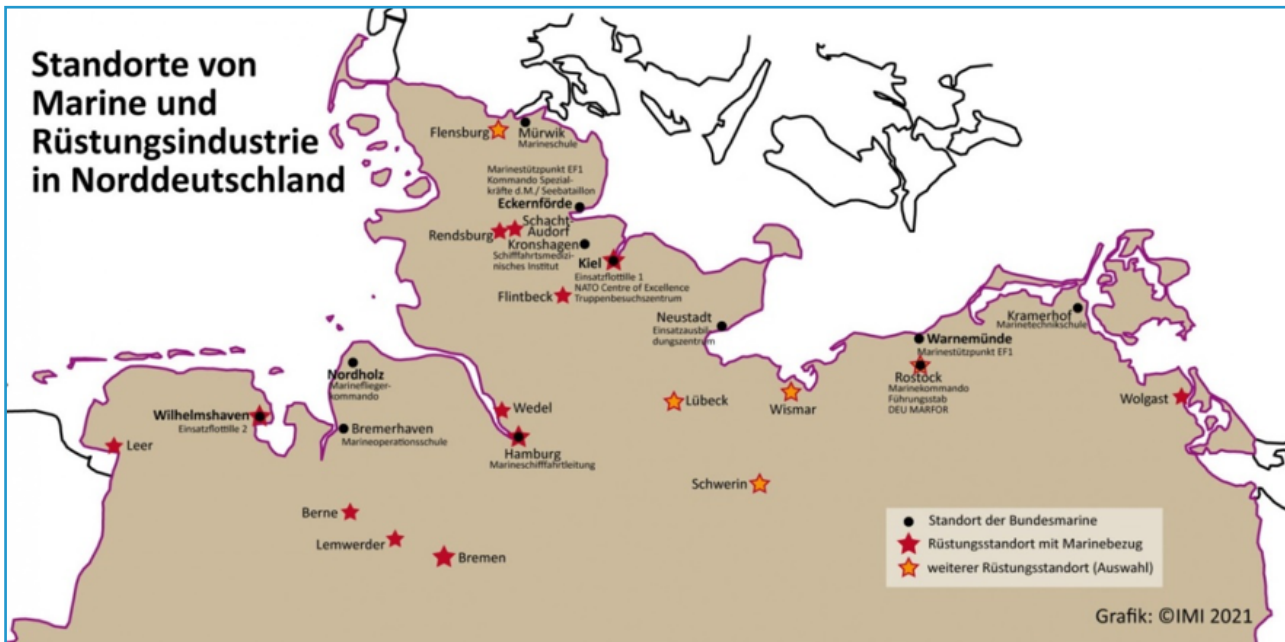 Standorte von
Marine und
Rüstungsindustrie
in Norddeutschland
Flensburg
Mürwik
Marineschule
Marinestützpunkt EF1
Kommando Spezial-
kräfte d.M./ Seebataillon
Eckernförde
Schacht-
Audorf
Rendsburg
Kronshagen
Schifffahrtsmedizi-
nisches Institut
Kiel
Einsatzflottille 1
NATO Centre of Excellence
Truppenbesuchszentrum
Flintbeck
Neustadt
Einsatzausbil-
dungszentrum
Kramerhof
Marinetechnikschule
Warnemünde
Marinestützpunkt EF1
Rostock
Marinekommando
Führungsstab
DEU MARFOR
Nordholz
Marineflieger-
kommando
Wilhelmshaven
Einsatzflottille 2
Bremerhaven
Marineoperationsschule
Leer
Wedel
Hamburg
Marineschifffahrtleitung
Lübeck
Wismar
Wolgast
Schwerin
Berne
Lemwerder
Bremen
Standort der Bundesmarine
Rüstungsstandort mit Marinebezug
weiterer Rüstungsstandort (Auswahl)
Grafik: ©IMI 2021